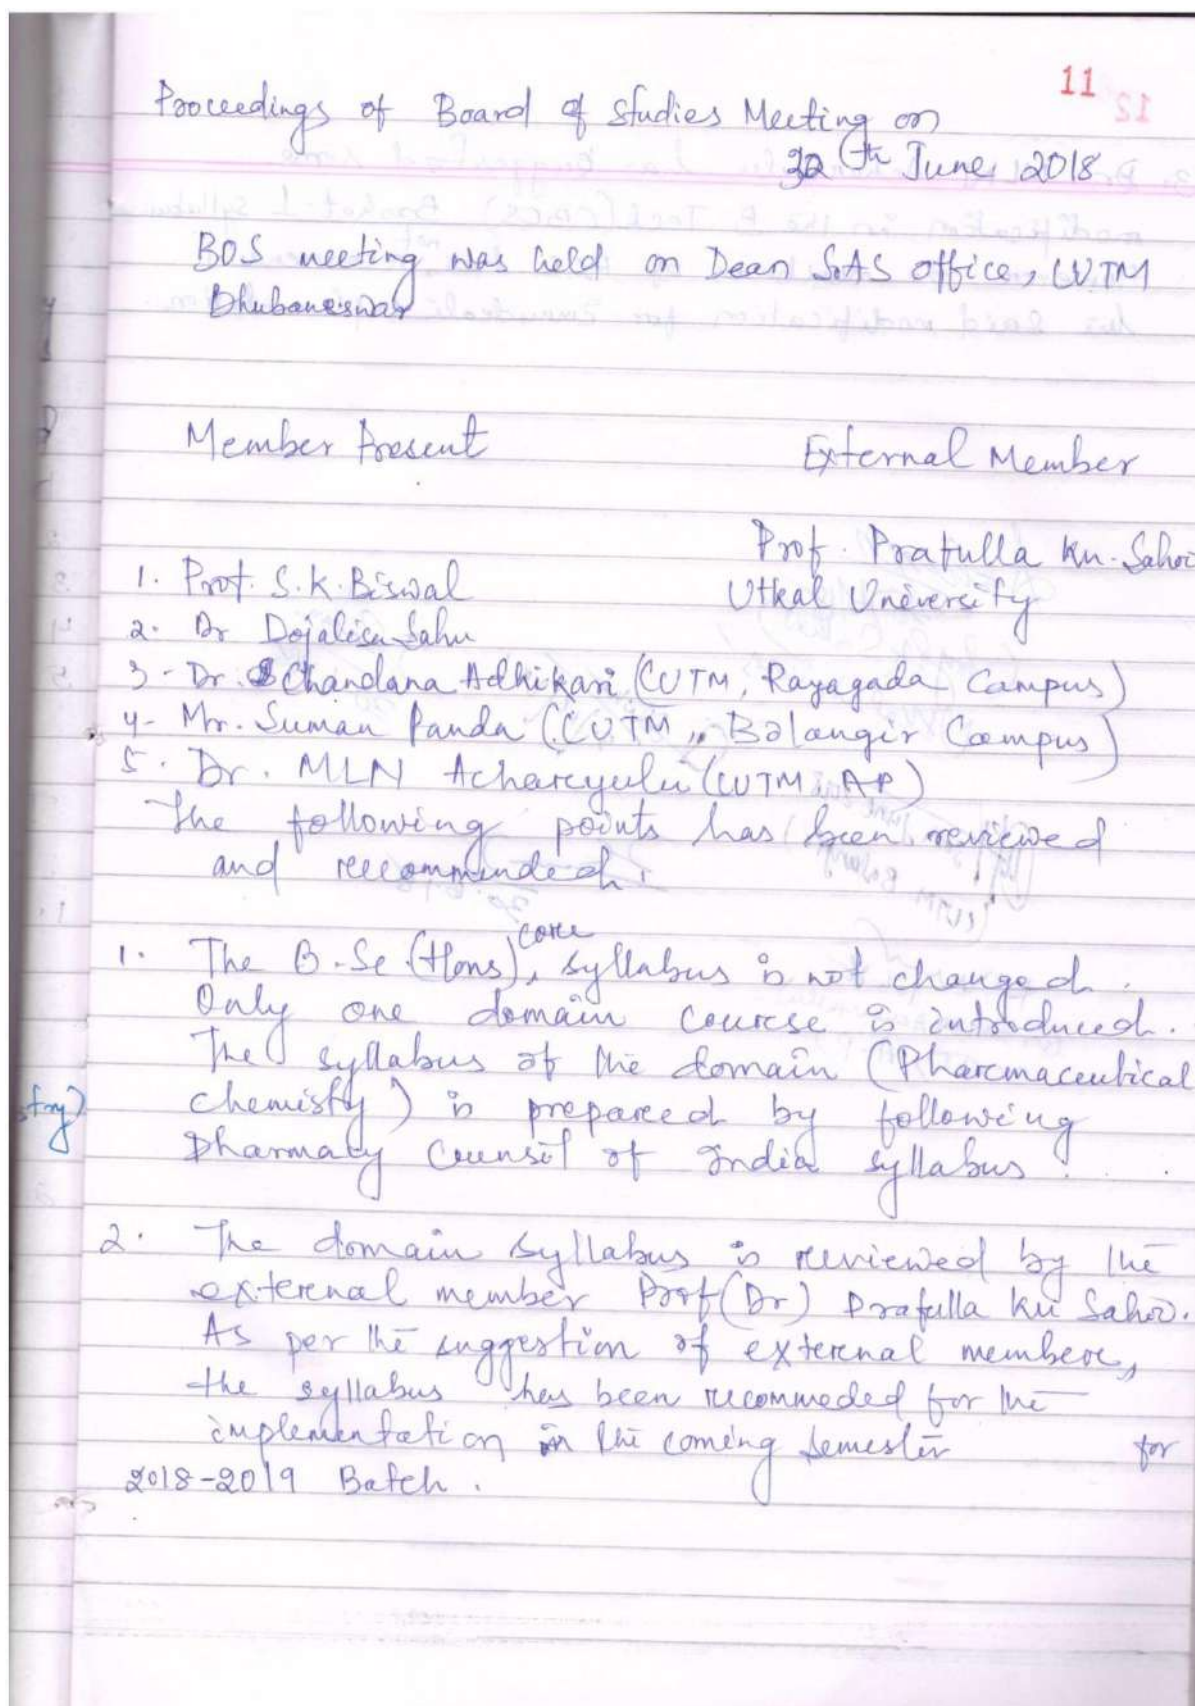 11
Proceedings of Board of Studies Meeting on
30th June, 2018
BOS meeting was held on Dean SoAS office, CUTM
Bhubaneswar
Member Present
External Member
Prof. Prafulla Ku. Sahoo
Utkal University
1. Prof. S.K. Biswal
2. Dr Dojalisa Sahu
3- Dr. Chandana Adhikari (CUTM, Rayagada Campus)
4- Mr. Suman Panda (CUTM, Balangir Campus)
5. Dr. MLN Acharyulu (CUTM AP)
The following points has been reviewed
and recommended.
1. The B.Sc. (Hons) core syllabus is not changed.
Only one domain course is introduced.
The syllabus of the domain (Pharmaceutical
chemisty) is prepared by following
Pharmacy Counsil of India syllabus.
stry)
2. The domain syllabus is reviewed by the
external member Prof (Dr) Prafulla Ku Sahoo.
As per the suggestion of external member,
the syllabus has been recommeded for the
implementation in the coming semester for
2018-2019 Batch.